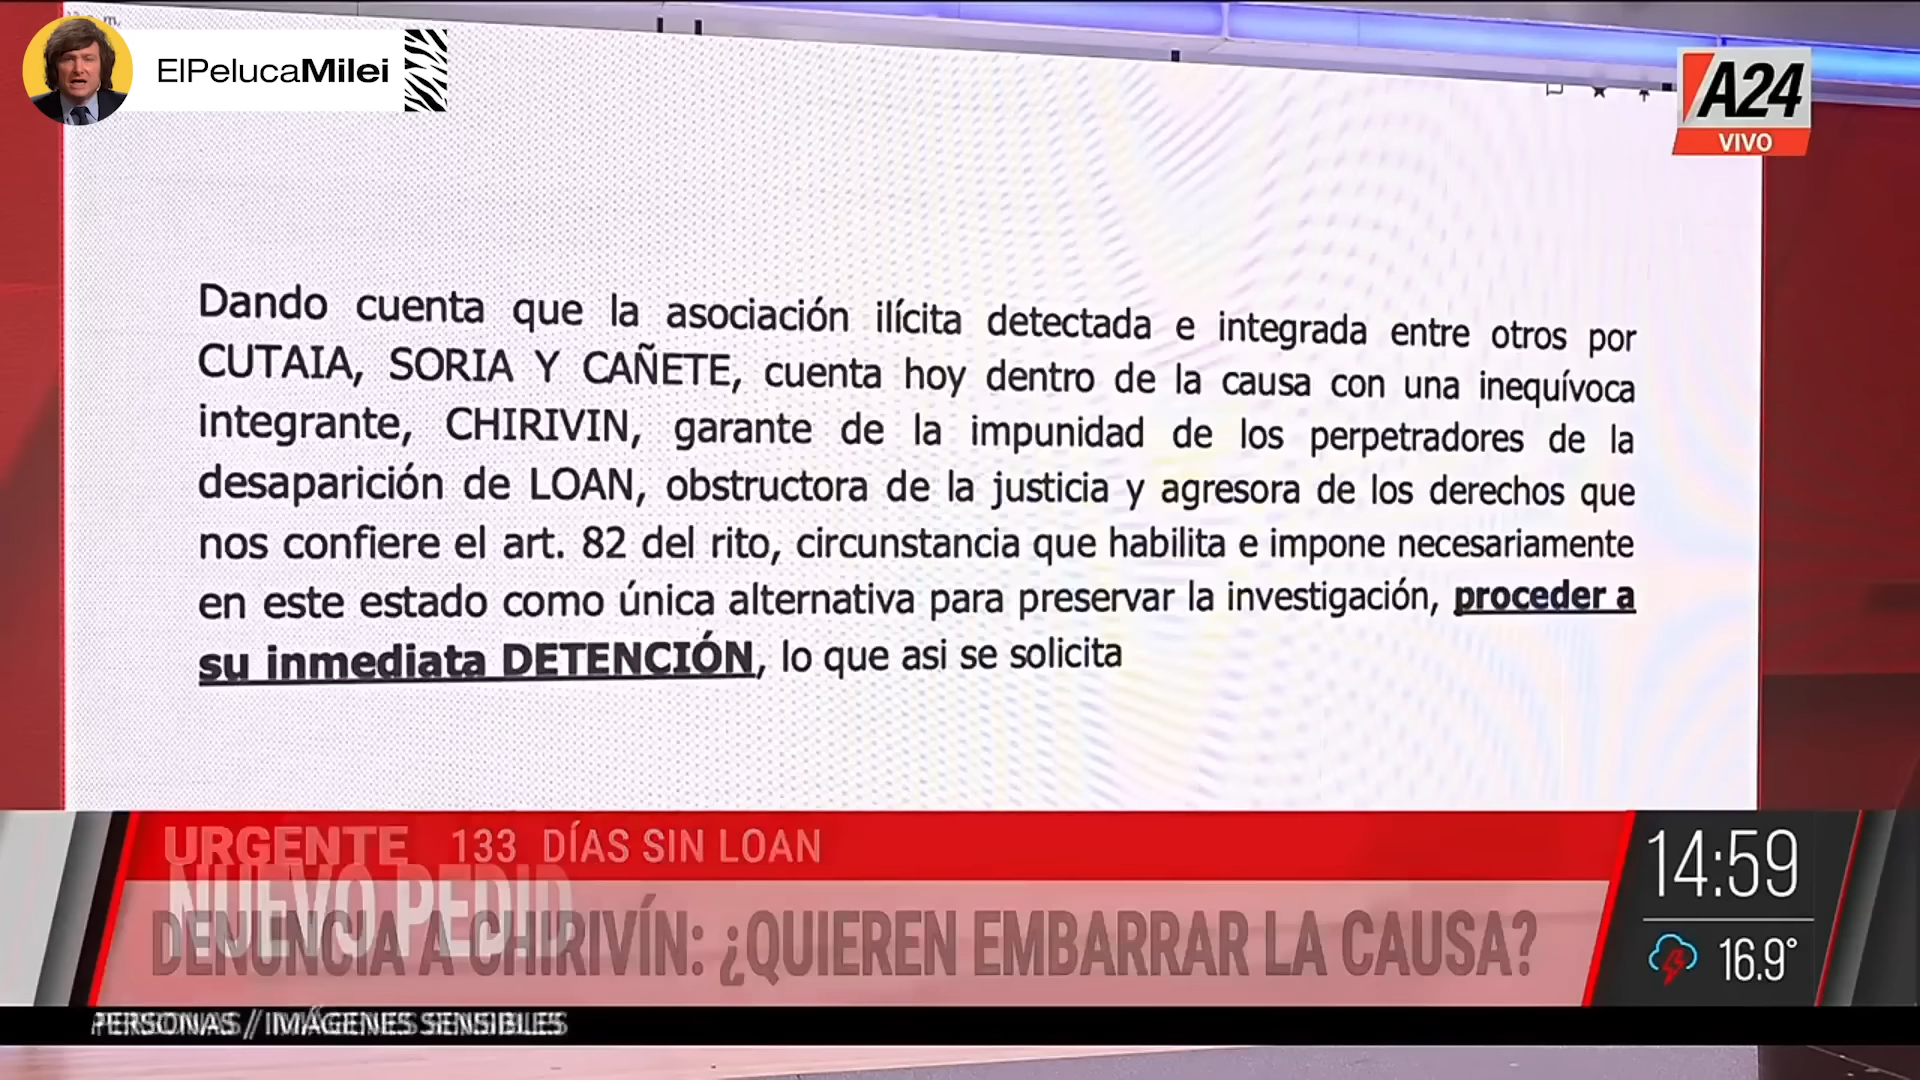 ElPelucaMilei
A24
VIVO
Dando cuenta que la asociación ilícita detectada e integrada entre otros por
CUTAIA, SORIA Y CAÑETE, cuenta hoy dentro de la causa con una inequívoca
integrante, CHIRIVIN, garante de la impunidad de los perpetradores de la
desaparición de LOAN, obstructora de la justicia y agresora de los derechos que
nos confiere el art. 82 del rito, circunstancia que habilita e impone necesariamente
en este estado como única alternativa para preservar la investigación, proceder a
su inmediata DETENCIÓN, lo que asi se solicita
URGENTE 133 DÍAS SIN LOAN
NUEVO
DENUNCIA A CHIRIVÍN: ¿QUIEREN EMBARRAR LA CAUSA?
14:59
16.9°
PERSONAS // IMÁGENES SENSIBLES